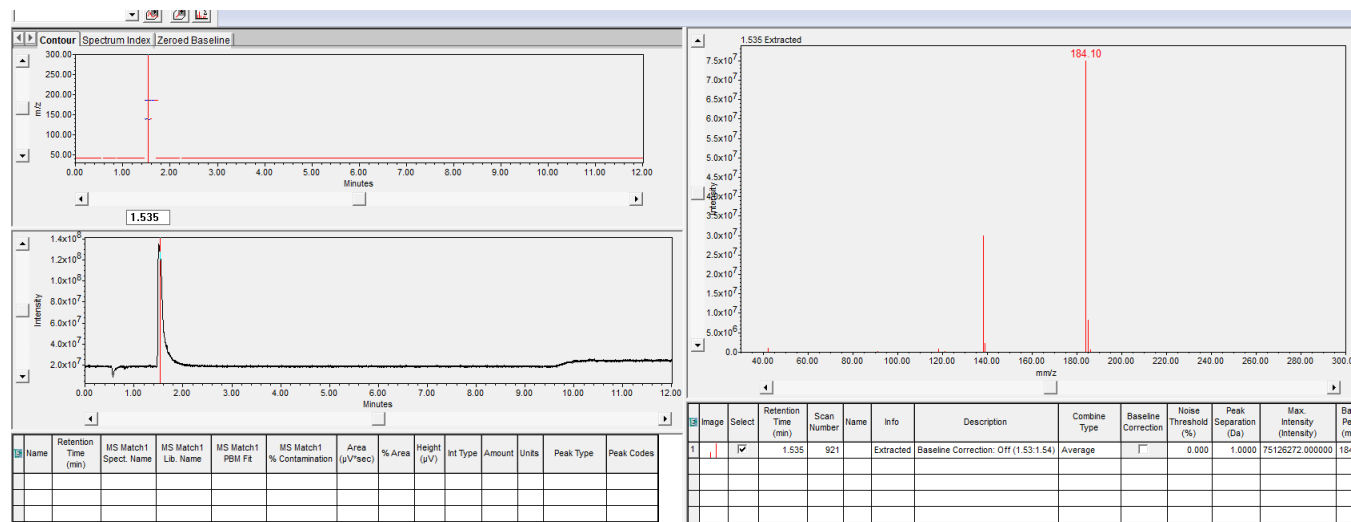 Contour Spectrum Index Zeroed Baseline
300.00
250.00
200.00
150.00
100.00
50.00
m/z
0.00 1.00 2.00 3.00 4.00 5.00 6.00 7.00 8.00 9.00 10.00 11.00 12.00
Minutes
1.535
1.4x10⁸
1.2x10⁸
1.0x10⁸
8.0x10⁷
6.0x10⁷
4.0x10⁷
2.0x10⁷
Intensity
0.00 1.00 2.00 3.00 4.00 5.00 6.00 7.00 8.00 9.00 10.00 11.00 12.00
Minutes
Name Retention Time (min) MS Match1 Spect. Name MS Match1 Lib. Name MS Match1 PBM Fit MS Match1 % Contamination Area (µV*sec) % Area Height (µV) Int Type Amount Units Peak Type Peak Codes
1.535 Extracted
184.10
7.5x10⁷
7.0x10⁷
6.5x10⁷
6.0x10⁷
5.5x10⁷
5.0x10⁷
4.5x10⁷
4.0x10⁷
3.5x10⁷
3.0x10⁷
2.5x10⁷
2.0x10⁷
1.5x10⁷
1.0x10⁷
5.0x10⁶
0.0
Intensity
40.00 60.00 80.00 100.00 120.00 140.00 160.00 180.00 200.00 220.00 240.00 260.00 280.00 300.0
mm/z
Image Select Retention Time (min) Scan Number Name Info Description Combine Type Baseline Correction Noise Threshold (%) Peak Separation (Da) Max. Intensity (Intensity)
1 1.535 921 Extracted Baseline Correction: Off (1.53:1.54) Average 0.000 1.0000 75126272.000000 184